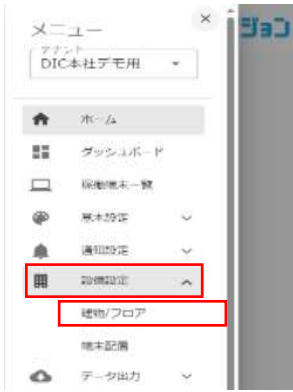 メニュー
ジョン
テナント
DIC本社デモ用
ホーム
ダッシュボード
稼働端末一覧
基本設定
通知設定
設備設定
建物/フロア
端末配置
データ出力